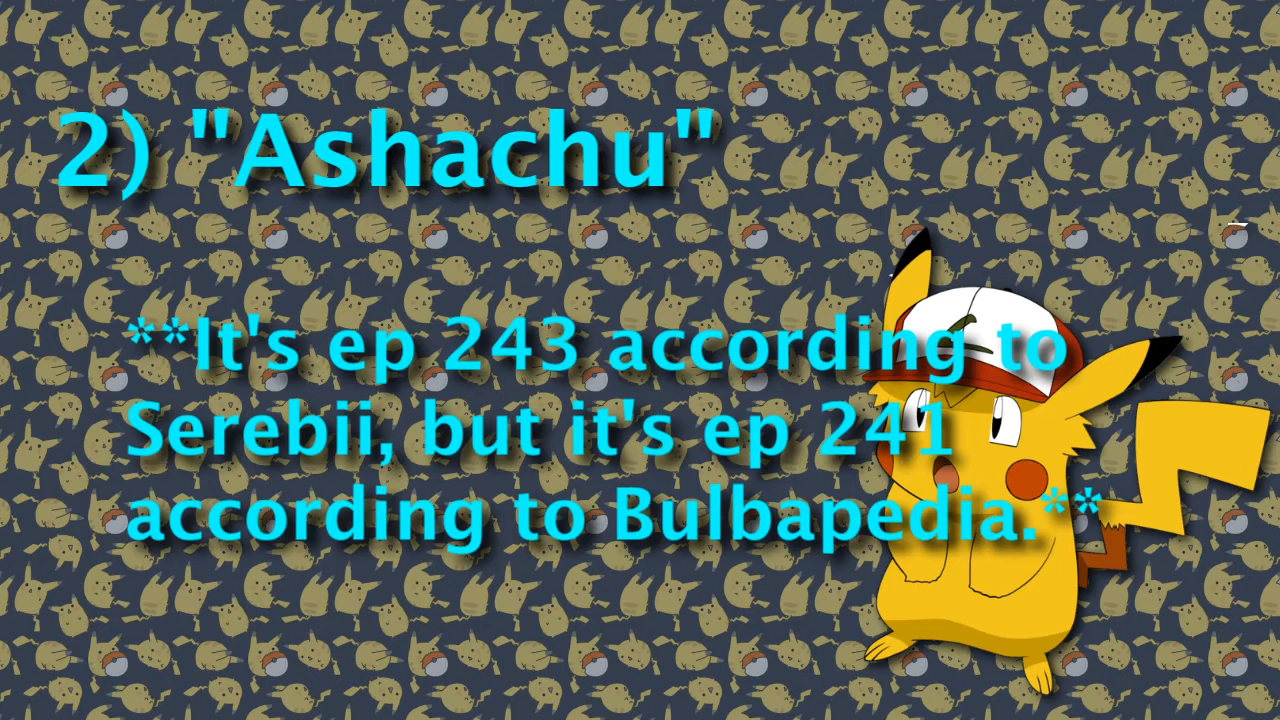 2) "Ashachu"
**It's ep 243 according to
Serebii, but it's ep 241
according to Bulbapedia.**